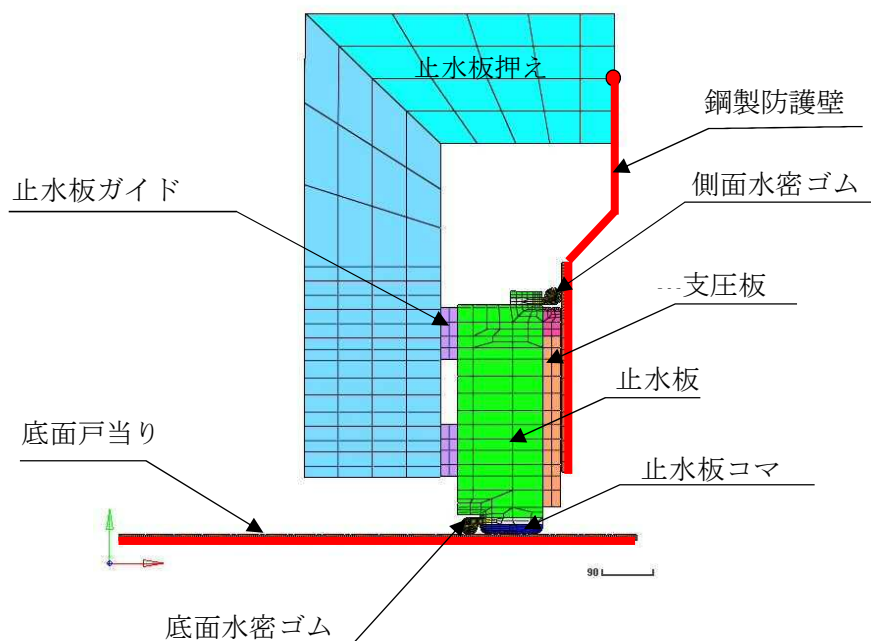 止水板押え
鋼製防護壁
側面水密ゴム
止水板ガイド
支圧板
止水板
底面戸当り
止水板コマ
90
底面水密ゴム